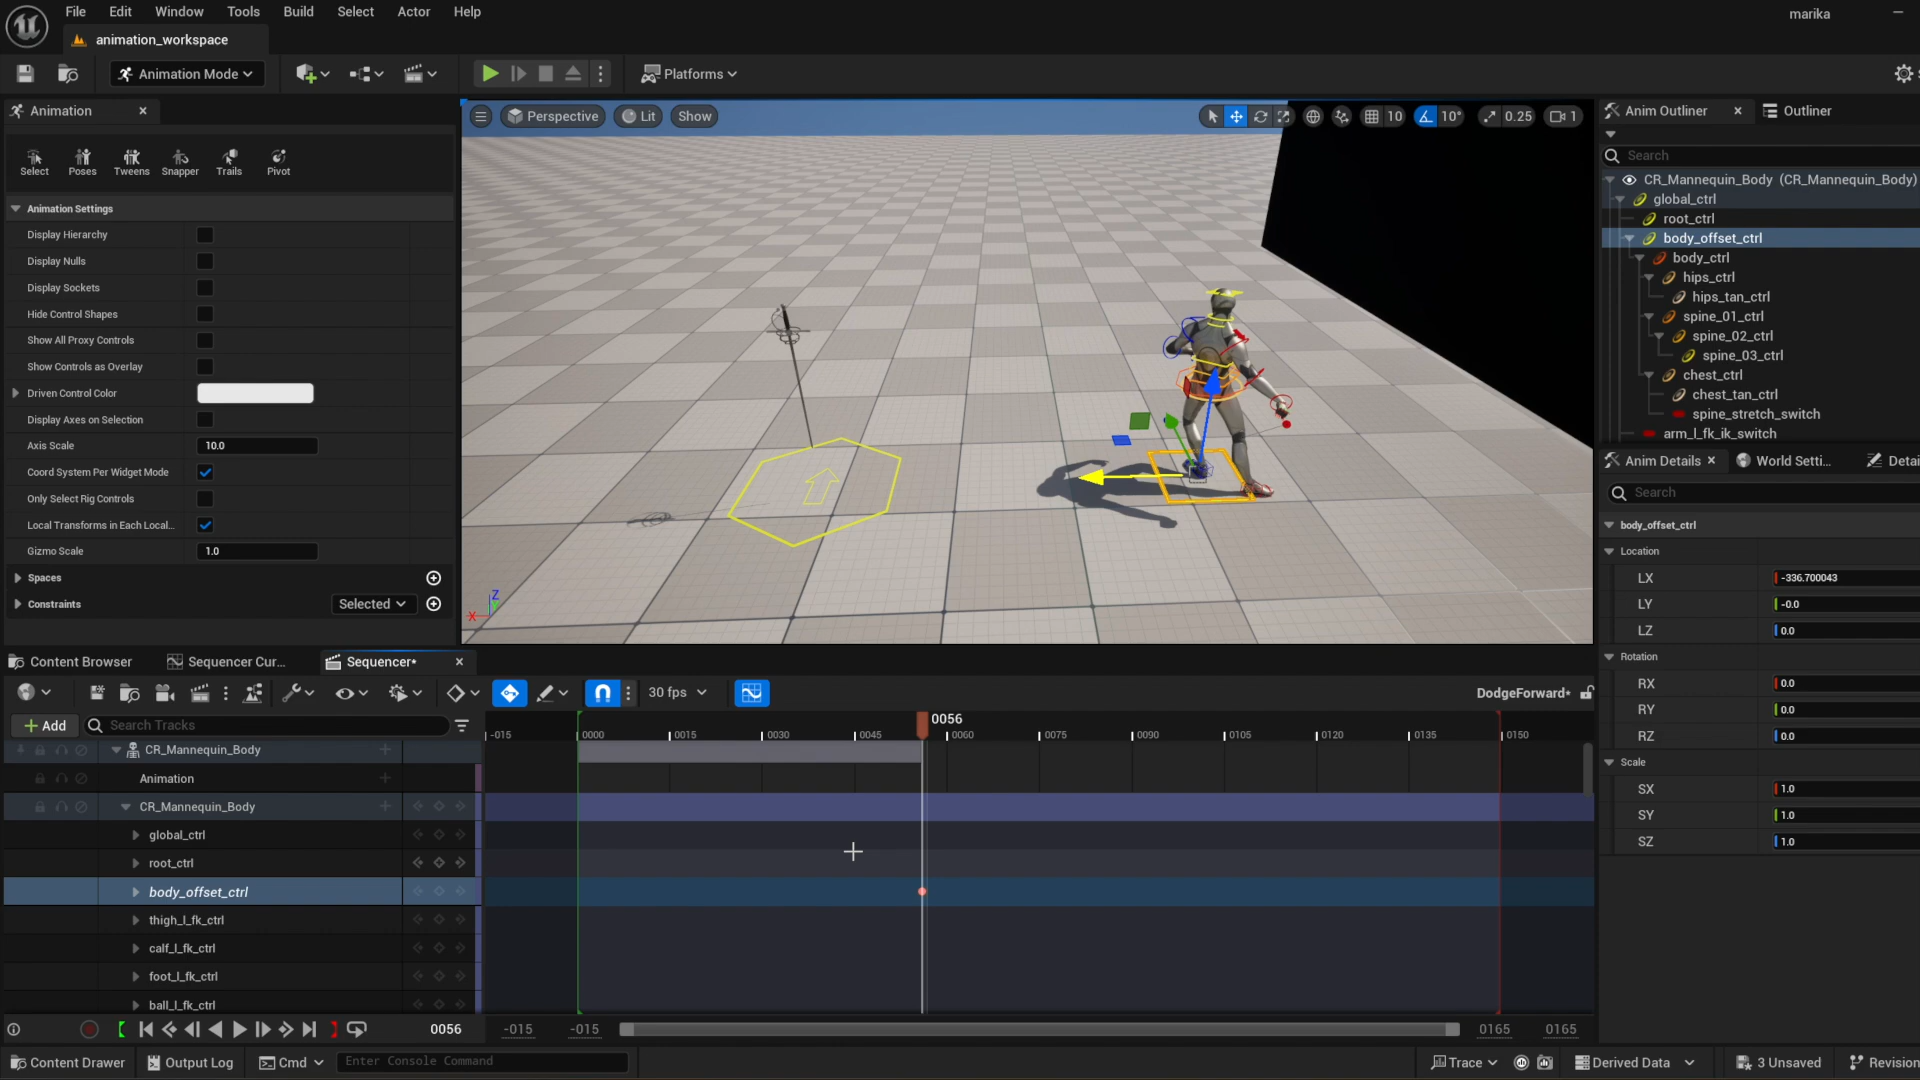 File Edit Window Tools Build Select Actor Help
marika
animation_workspace
Animation Mode
Platforms
Animation
Select Poses Tweens Snapper Trails Pivot
Animation Settings
Display Hierarchy
Display Nulls
Display Sockets
Hide Control Shapes
Show All Proxy Controls
Show Controls as Overlay
Driven Control Color
Display Axes on Selection
Axis Scale 10.0
Coord System Per Widget Mode
Only Select Rig Controls
Local Transforms in Each Local...
Gizmo Scale 1.0
Spaces
Constraints Selected
Perspective Lit Show
10 10° 0.25 1
Z
X
Anim Outliner Outliner
Search
CR_Mannequin_Body (CR_Mannequin_Body)
global_ctrl
root_ctrl
body_offset_ctrl
body_ctrl
hips_ctrl
hips_tan_ctrl
spine_01_ctrl
spine_02_ctrl
spine_03_ctrl
chest_ctrl
chest_tan_ctrl
spine_stretch_switch
arm_l_fk_ik_switch
Anim Details World Setti... Detai
Search
body_offset_ctrl
Location
LX -336.700043
LY -0.0
LZ 0.0
Rotation
RX 0.0
RY 0.0
RZ 0.0
Scale
SX 1.0
SY 1.0
SZ 1.0
Content Browser Sequencer Cur... Sequencer*
30 fps
DodgeForward*
Add Search Tracks
0056
-015 0000 0015 0030 0045 0060 0075 0090 0105 0120 0135 0150
CR_Mannequin_Body
Animation
CR_Mannequin_Body
global_ctrl
root_ctrl
body_offset_ctrl
thigh_l_fk_ctrl
calf_l_fk_ctrl
foot_l_fk_ctrl
ball_l_fk_ctrl
0056 -015 -015 0165 0165
Content Drawer Output Log Cmd Enter Console Command
Trace Derived Data 3 Unsaved Revision